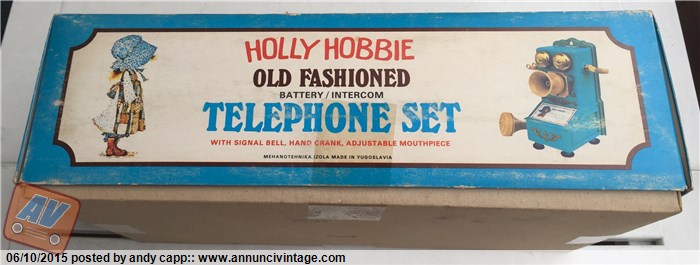 HOLLY HOBBIE
OLD FASHIONED
BATTERY/INTERCOM
TELEPHONE SET
WITH SIGNAL BELL, HAND CRANK, ADJUSTABLE MOUTHPIECE
MEHANOTEHNIKA IZOLA MADE IN YUGOSLAVIA
AV
06/10/2015 posted by andy capp:: www.annuncivintage.com